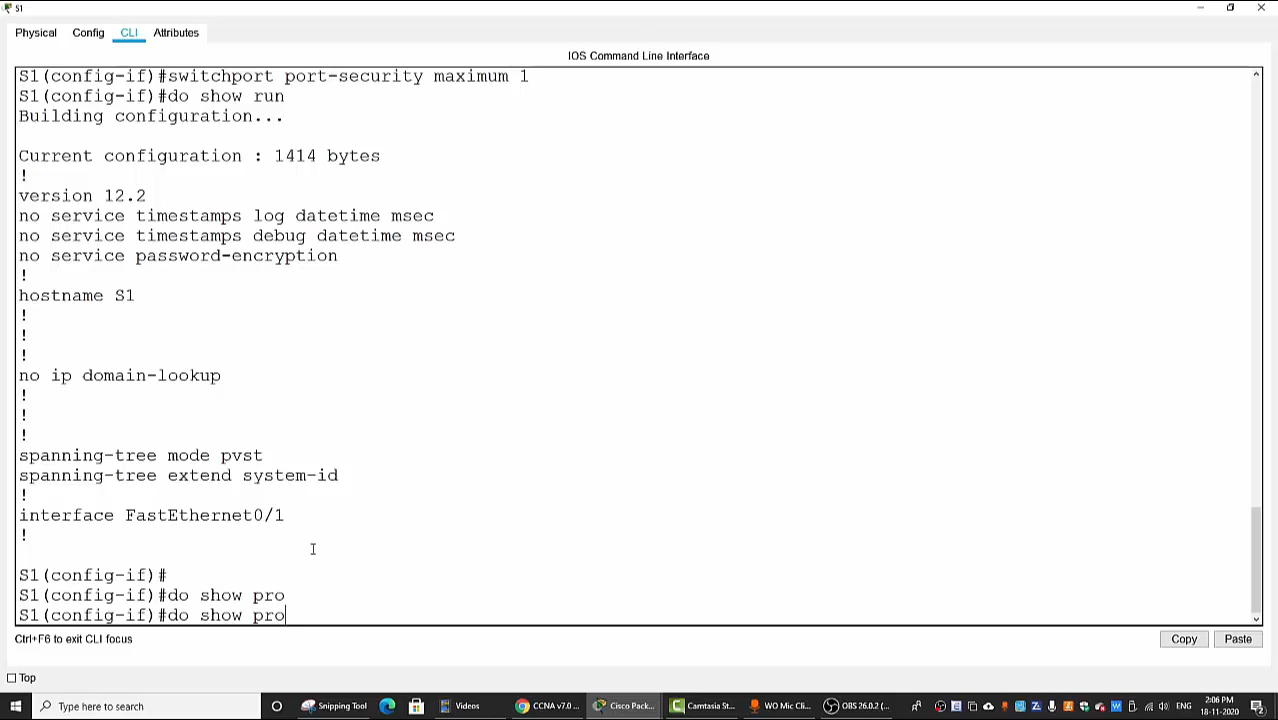 S1
Physical Config CLI Attributes
IOS Command Line Interface
S1(config-if)#switchport port-security maximum 1
S1(config-if)#do show run
Building configuration...
Current configuration : 1414 bytes
!
version 12.2
no service timestamps log datetime msec
no service timestamps debug datetime msec
no service password-encryption
!
hostname S1
!
!
!
no ip domain-lookup
!
!
!
spanning-tree mode pvst
spanning-tree extend system-id
!
interface FastEthernet0/1
!
S1(config-if)#
S1(config-if)#do show pro
S1(config-if)#do show pro
Ctrl+F6 to exit CLI focus
Copy Paste
Top
Type here to search Snipping Tool Videos CCNA v7.0 ... Cisco Pack... Camtasia St... WO Mic Cli... OBS 26.0.2 (... ENG 2:06 PM
18-11-2020